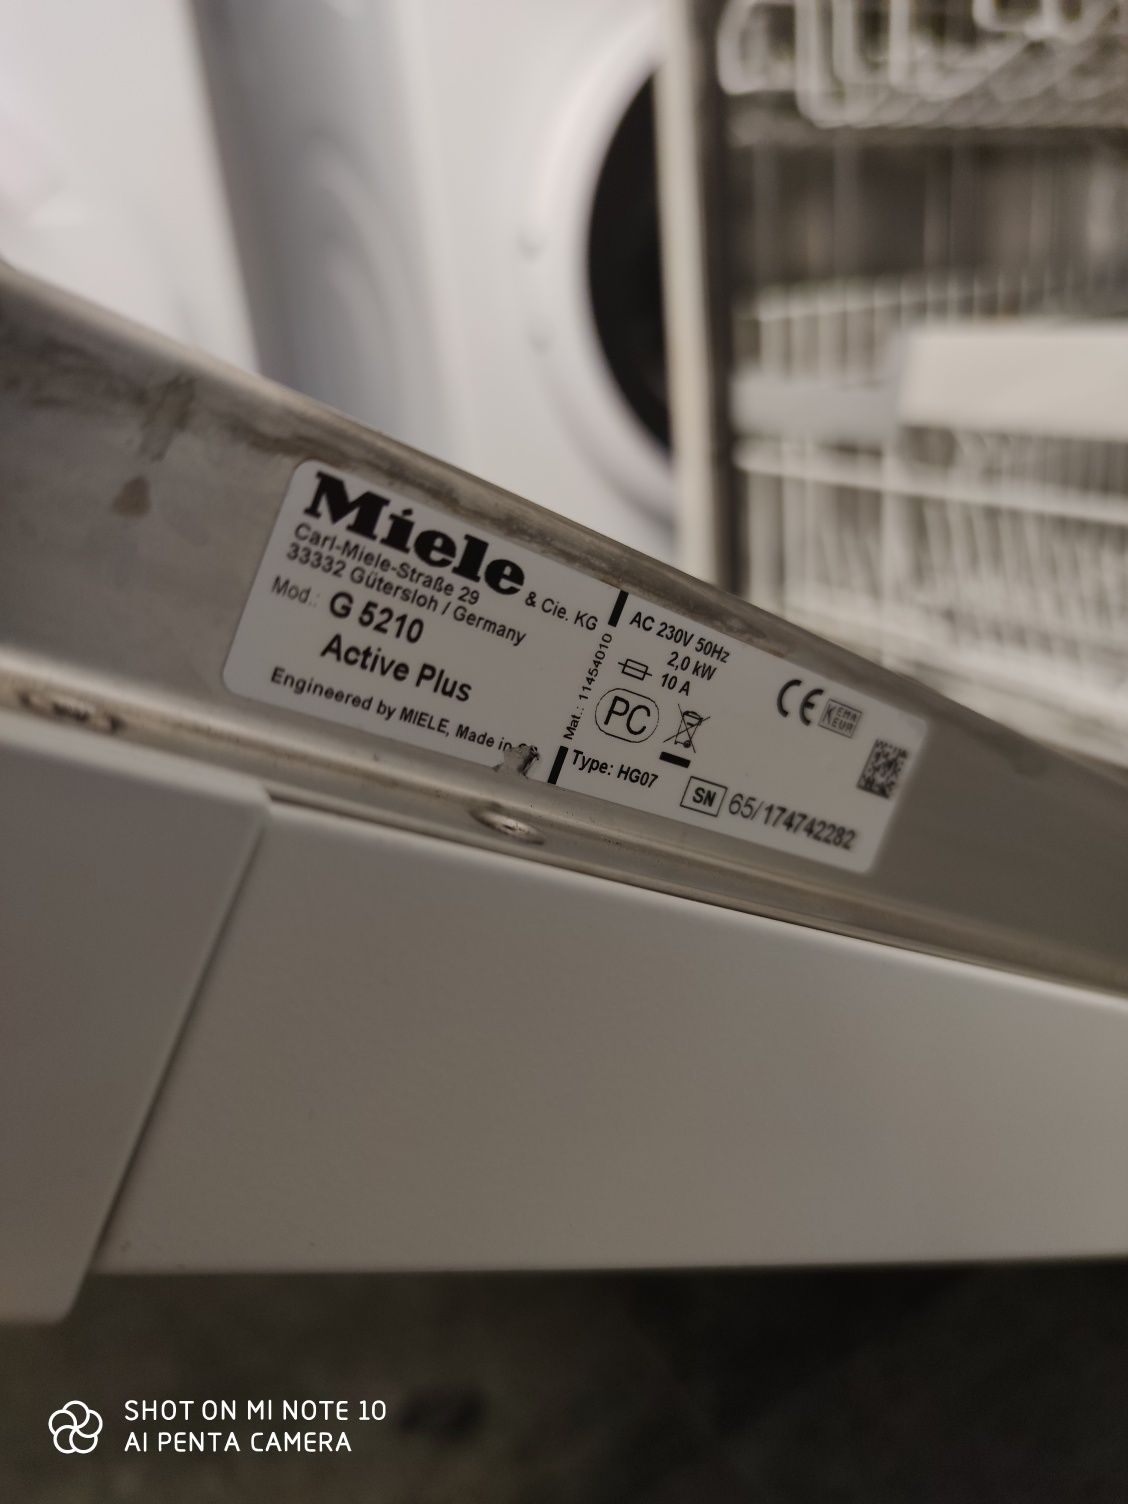 Miele & Cie. KG
Carl-Miele-Straße 29
33332 Gütersloh / Germany
Mod.: G 5210
Active Plus
Engineered by MIELE, Made in
Mat.: 11454010
AC 230V 50Hz
2,0 kW
10 A
PC
CE
KEMA
KEUR
Type: HG07
SN 65/174742282
SHOT ON MI NOTE 10
AI PENTA CAMERA